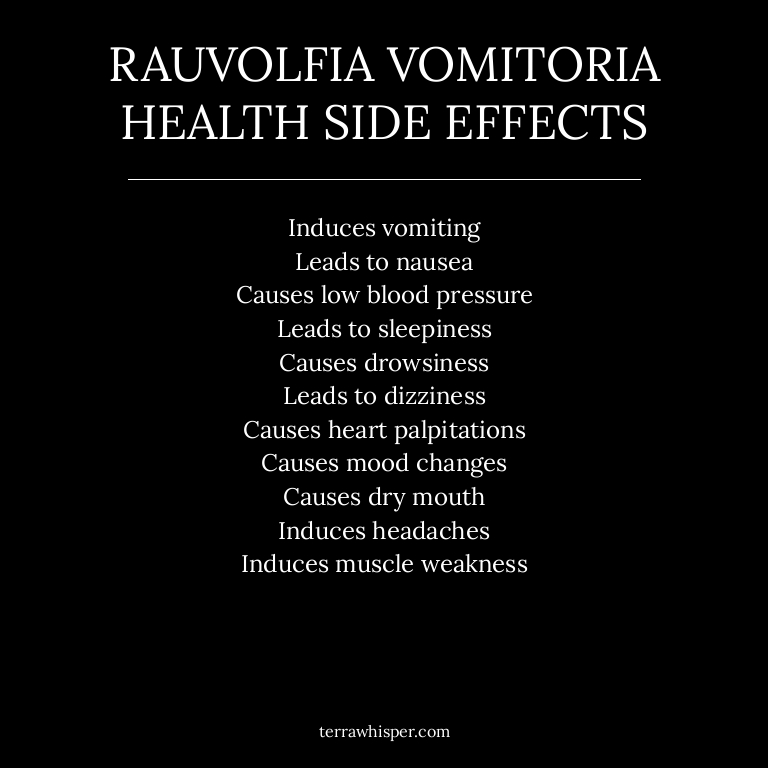 RAUVOLFIA VOMITORIA
HEALTH SIDE EFFECTS
Induces vomiting
Leads to nausea
Causes low blood pressure
Leads to sleepiness
Causes drowsiness
Leads to dizziness
Causes heart palpitations
Causes mood changes
Causes dry mouth
Induces headaches
Induces muscle weakness
terrawhisper.com